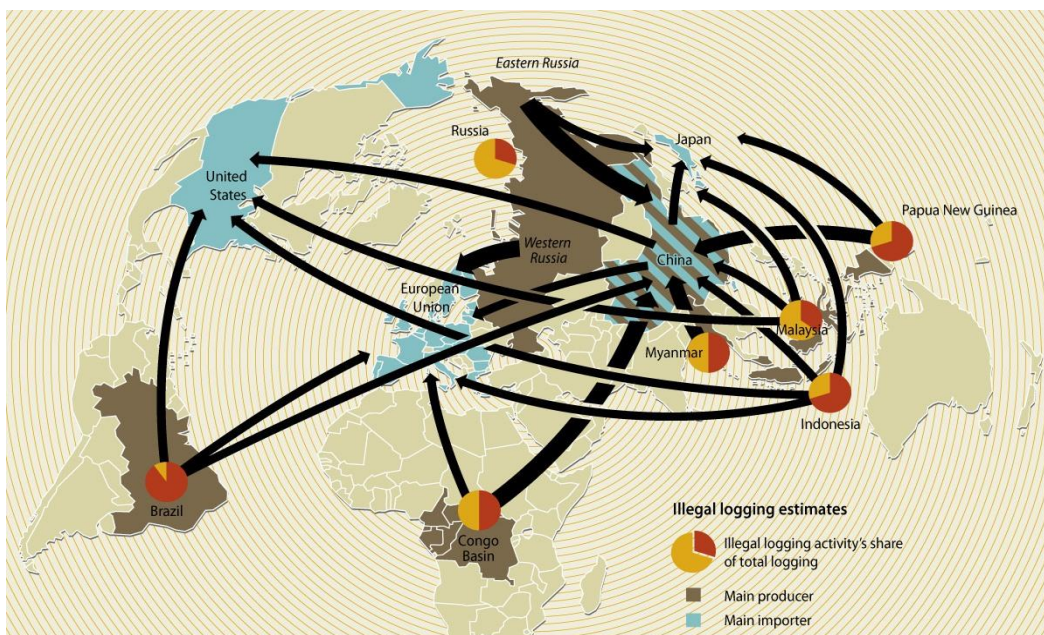 Eastern Russia
Russia
Japan
United
States
Papua New Guinea
Western
Russia
China
European
Union
Malaysia
Myanmar
Indonesia
Brazil
Congo
Basin
Illegal logging estimates
Illegal logging activity's share
of total logging
Main producer
Main importer